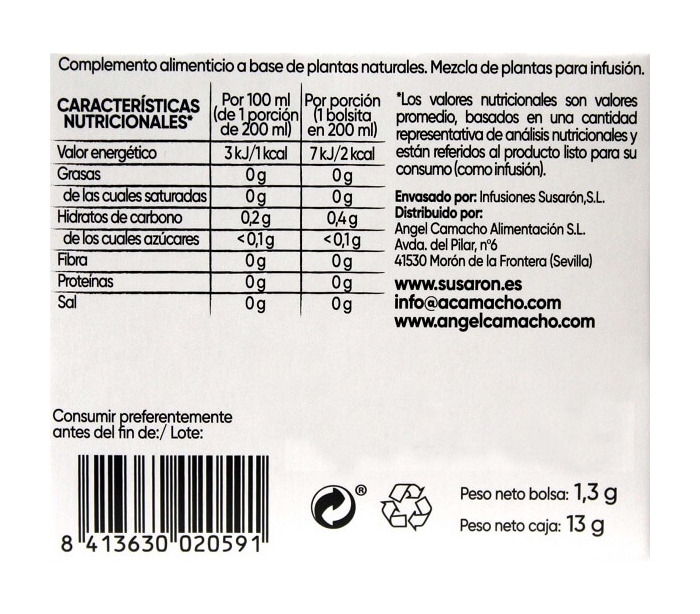 Complemento alimenticio a base de plantas naturales. Mezcla de plantas para infusión.
CARACTERÍSTICAS NUTRICIONALES* Por 100 ml (de 1 porción de 200 ml) Por porción (1 bolsita en 200 ml)
Valor energético 3 kJ/1 kcal 7 kJ/2 kcal
Grasas 0 g 0 g
de las cuales saturadas 0 g 0 g
Hidratos de carbono 0,2 g 0,4 g
de los cuales azúcares <0,1 g <0,1 g
Fibra 0 g 0 g
Proteínas 0 g 0 g
Sal 0 g 0 g
*Los valores nutricionales son valores
promedio, basados en una cantidad
representativa de análisis nutricionales y
están referidos al producto listo para su
consumo (como infusión).
Envasado por: Infusiones Susarón,S.L.
Distribuido por:
Angel Camacho Alimentación S.L.
Avda. del Pilar, nº6
41530 Morón de la Frontera (Sevilla)
www.susaron.es
info@acamacho.com
www.angelcamacho.com
Consumir preferentemente
antes del fin de:/ Lote:
8 413630 020591
®
Peso neto bolsa: 1,3 g
Peso neto caja: 13 g